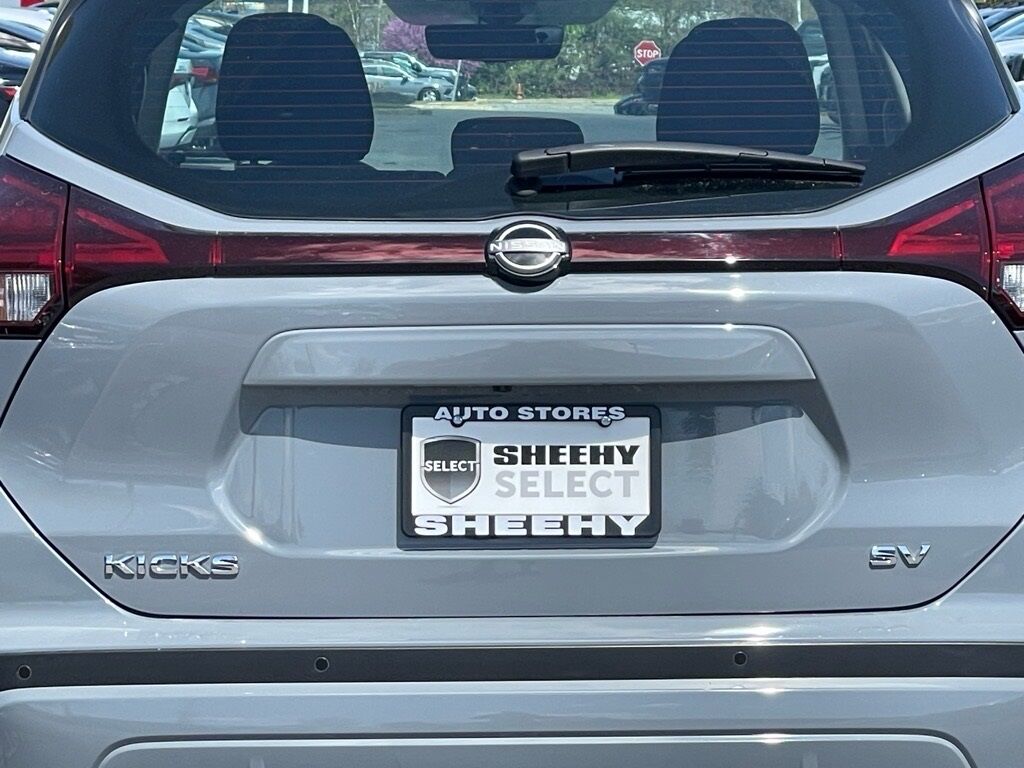 STOP
NISSAN
AUTO STORES
SELECT
SHEEHY
SELECT
SHEEHY
KICKS
SV